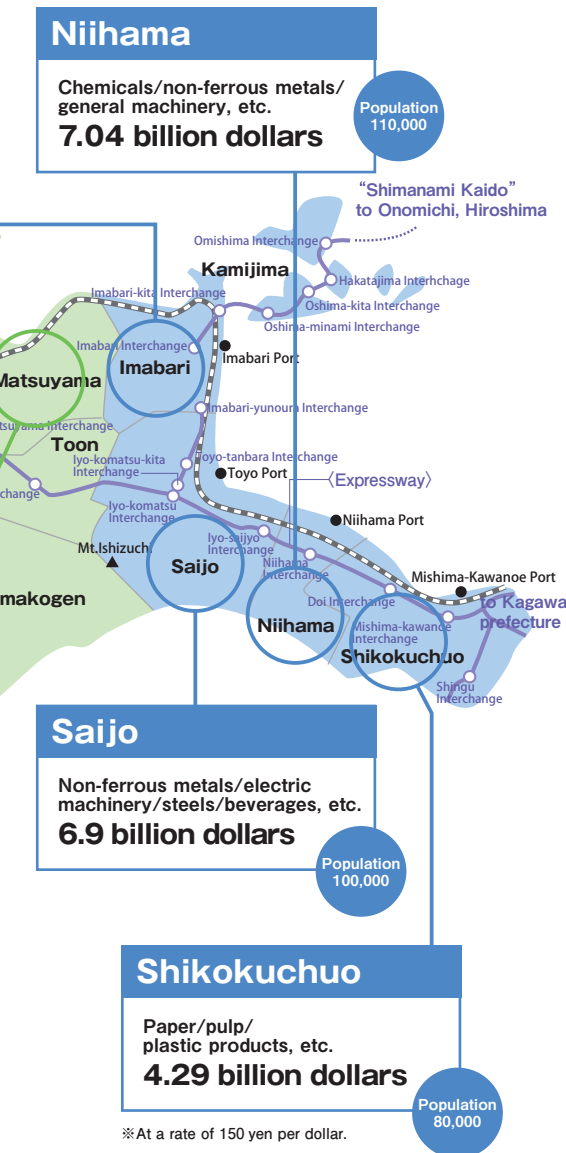 Niihama
Chemicals/non-ferrous metals/
general machinery, etc.
7.04 billion dollars
Population
110,000
“Shimanami Kaido”
to Onomichi, Hiroshima
Omishima Interchange
Kamijima
Hakatajima Interhchage
Imabari-kita Interchange
Oshima-kita Interchange
Oshima-minami Interchange
Imabari Interchange
Imabari Port
Imabari
Matsuyama
Imabari-yunoura Interchange
Interchange
Toon
Iyo-komatsu-kita
Interchange
Toyo-tanbara Interchange
Toyo Port
〈Expressway〉
Iyo-komatsu
Interchange
Niihama Port
Iyo-saijyo
Interchange
Mt.Ishizuchi
Saijo
Niihama
Interchange
Mishima-Kawanoe Port
Doi Interchange
to Kagawa
prefecture
makogen
Niihama
Mishima-kawanoe
Interchange
Shikokuchuo
Shingu
Interchange
Saijo
Non-ferrous metals/electric
machinery/steels/beverages, etc.
6.9 billion dollars
Population
100,000
Shikokuchuo
Paper/pulp/
plastic products, etc.
4.29 billion dollars
Population
80,000
※At a rate of 150 yen per dollar.